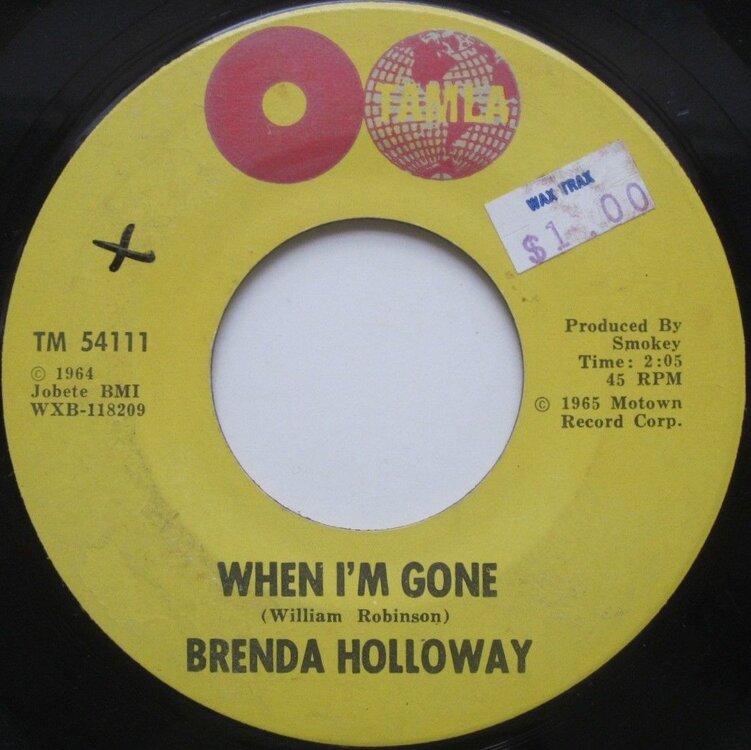 TAMLA
WAX TRAX
$1.00
TM 54111
© 1964
Jobete BMI
WXB-118209
Produced By
Smokey
Time: 2:05
45 RPM
© 1965 Motown
Record Corp.
WHEN I'M GONE
(William Robinson)
BRENDA HOLLOWAY